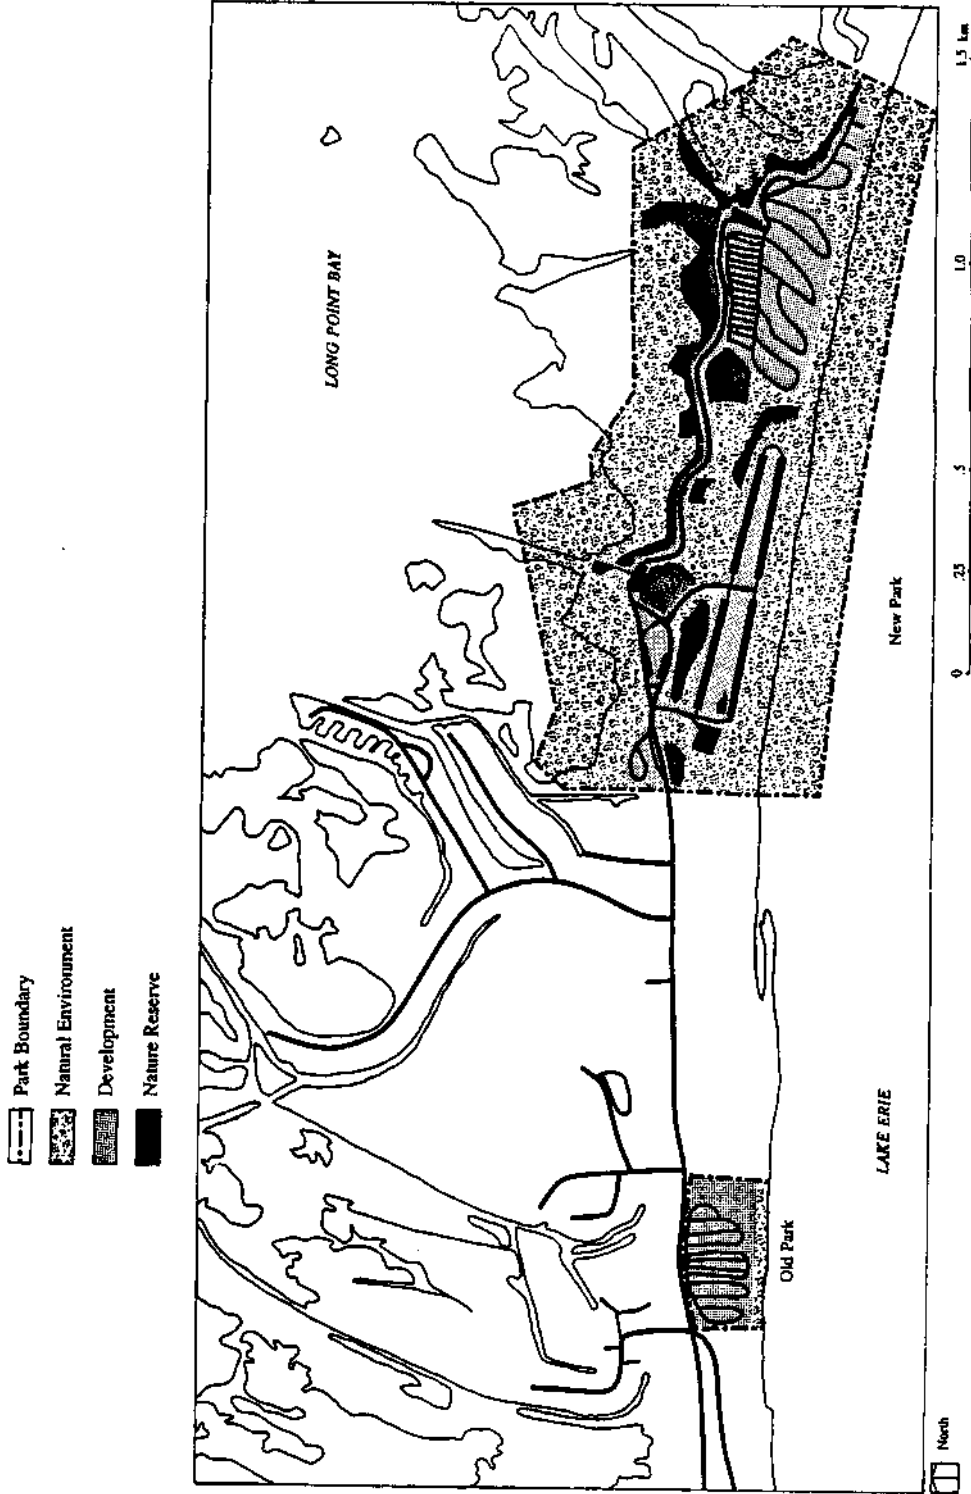 Park Boundary
Natural Environment
Development
Nature Reserve
LONG POINT BAY
LAKE ERIE
New Park
Old Park
North
0 .25 .5 1.0 1.5 km